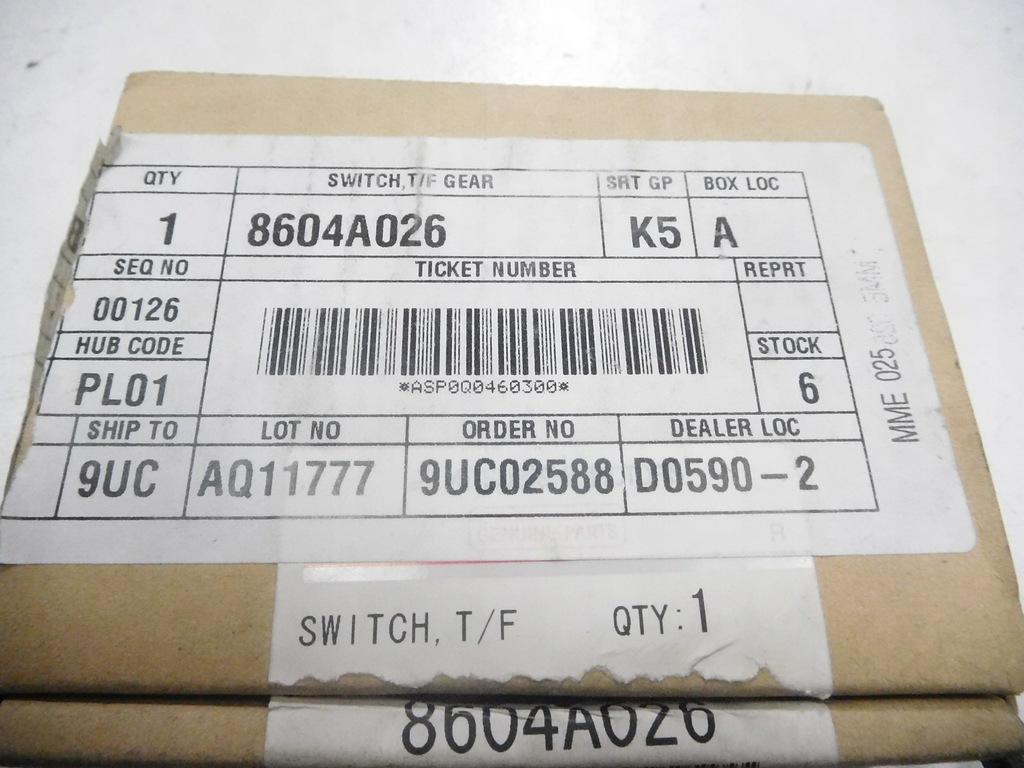 QTY SWITCH,T/F GEAR SRT GP BOX LOC
1 8604A026 K5 A
SEQ NO TICKET NUMBER REPRT
00126
HUB CODE STOCK
*ASP0Q0460300*
PL01 6
SHIP TO LOT NO ORDER NO DEALER LOC
9UC AQ11777 9UC02588 D0590-2
MME 025
GENUINE PARTS R
SWITCH, T/F QTY: 1
8604A026